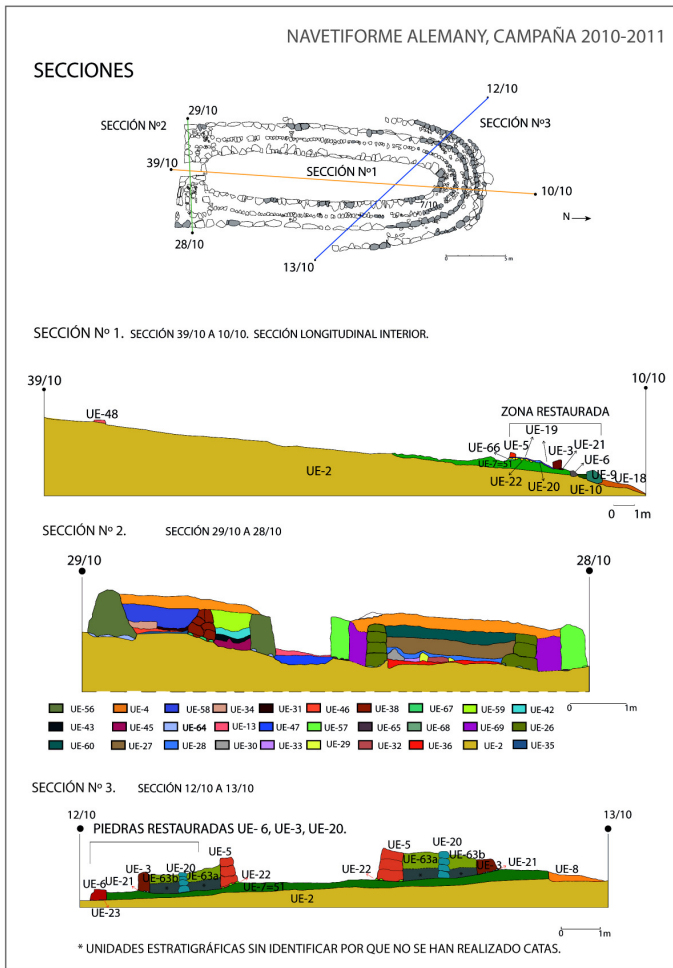 NAVETIFORME ALEMANY, CAMPAÑA 2010-2011
SECCIONES
12/10
29/10
SECCIÓN Nº2
SECCIÓN Nº3
39/10
SECCIÓN Nº1
10/10
7/10
N
28/10
13/10
5m
SECCIÓN Nº 1. SECCIÓN 39/10 A 10/10. SECCIÓN LONGITUDINAL INTERIOR.
39/10
10/10
ZONA RESTAURADA
UE-48
UE-19
UE-5
UE-66
UE-3
UE-21
UE-6
UE-7=51
UE-2
UE-9
UE-18
UE-22
UE-20
UE-10
0 1m
SECCIÓN Nº 2. SECCIÓN 29/10 A 28/10
29/10
28/10
UE-56 UE-4 UE-58 UE-34 UE-31 UE-46 UE-38 UE-67 UE-59 UE-42
UE-43 UE-45 UE-64 UE-13 UE-47 UE-57 UE-65 UE-68 UE-69 UE-26
UE-60 UE-27 UE-28 UE-30 UE-33 UE-29 UE-32 UE-36 UE-2 UE-35
0 1m
SECCIÓN Nº 3. SECCIÓN 12/10 A 13/10
12/10
13/10
PIEDRAS RESTAURADAS UE- 6, UE-3, UE-20.
UE-5
UE-5
UE-20
UE-3
UE-20
UE-63a
UE-63b
UE-21
UE-63b
UE-63a
UE-22
UE-22
UE-3
UE-21
UE-8
UE-6
UE-7=51
UE-2
UE-23
0 1m
* UNIDADES ESTRATIGRÁFICAS SIN IDENTIFICAR POR QUE NO SE HAN REALIZADO CATAS.